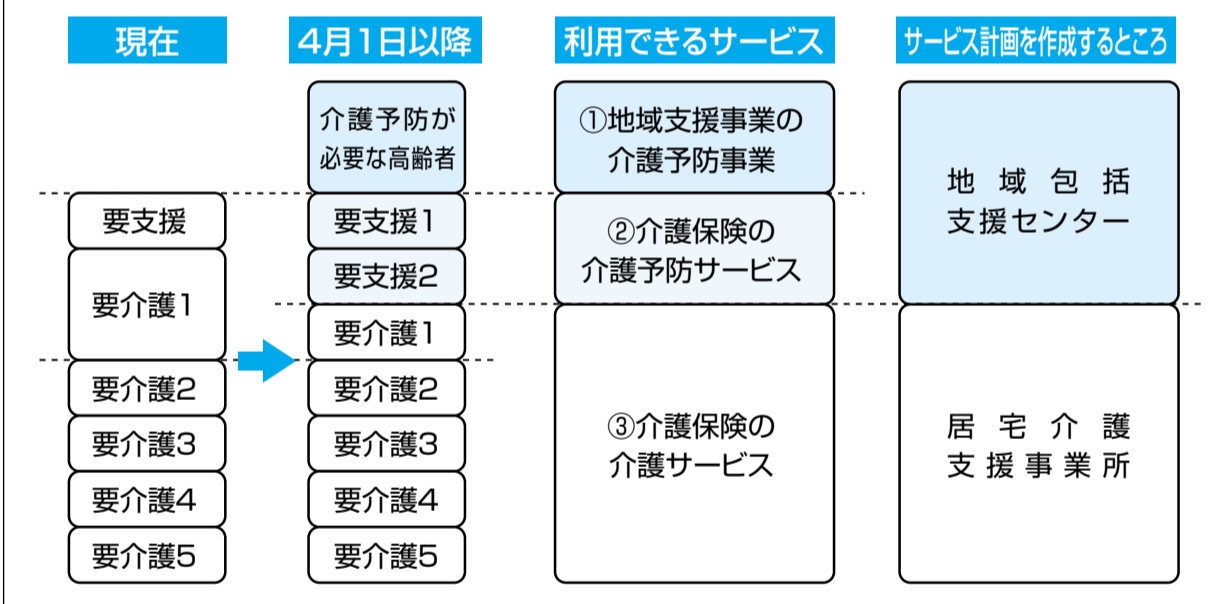 現在
4月1日以降
利用できるサービス
サービス計画を作成するところ
要支援
要介護1
要介護2
要介護3
要介護4
要介護5
介護予防が
必要な高齢者
要支援1
要支援2
要介護1
要介護2
要介護3
要介護4
要介護5
①地域支援事業の
介護予防事業
②介護保険の
介護予防サービス
③介護保険の
介護サービス
地域包括
支援センター
居宅介護
支援事業所